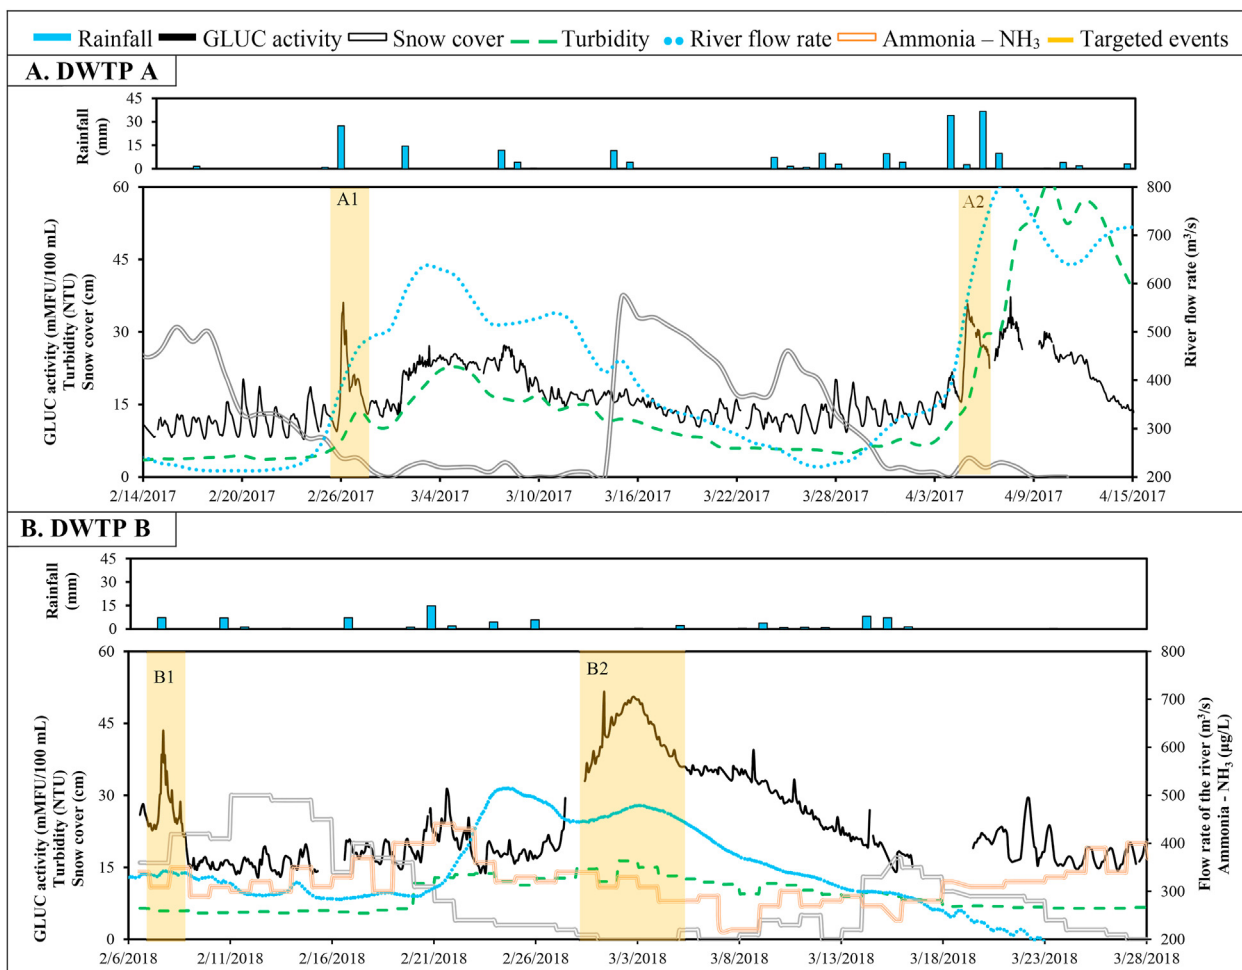 Rainfall GLUC activity Snow cover Turbidity River flow rate Ammonia – NH₃ Targeted events
A. DWTP A
Rainfall
(mm)
45
30
15
0
GLUC activity (mMFU/100 mL)
Turbidity (NTU)
Snow cover (cm)
60
45
30
15
0
A1
A2
800
700
600
500
400
300
200
River flow rate (m³/s)
2/14/2017 2/20/2017 2/26/2017 3/4/2017 3/10/2017 3/16/2017 3/22/2017 3/28/2017 4/3/2017 4/9/2017 4/15/2017
B. DWTP B
Rainfall
(mm)
45
30
15
0
GLUC activity (mMFU/100 mL)
Turbidity (NTU)
Snow cover (cm)
60
45
30
15
0
B1
B2
800
700
600
500
400
300
200
Flow rate of the river (m³/s)
Ammonia - NH₃ (µg/L)
2/6/2018 2/11/2018 2/16/2018 2/21/2018 2/26/2018 3/3/2018 3/8/2018 3/13/2018 3/18/2018 3/23/2018 3/28/2018